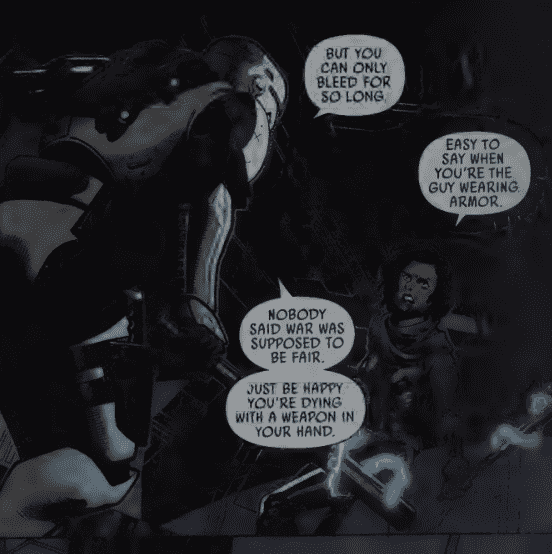 BUT YOU
CAN ONLY
BLEED FOR
SO LONG.
EASY TO
SAY WHEN
YOU'RE THE
GUY WEARING
ARMOR.
NOBODY
SAID WAR WAS
SUPPOSED TO
BE FAIR.
JUST BE HAPPY
YOU'RE DYING
WITH A WEAPON IN
YOUR HAND.